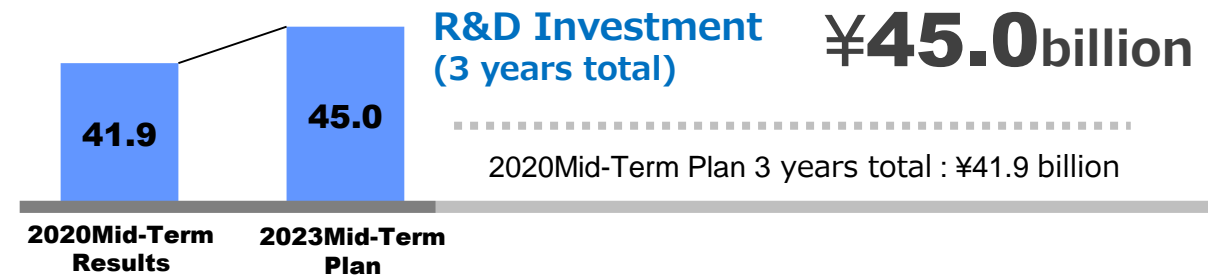 41.9
45.0
2020Mid-Term
Results
2023Mid-Term
Plan
R&D Investment
(3 years total)
¥45.0billion
2020Mid-Term Plan 3 years total : ¥41.9 billion